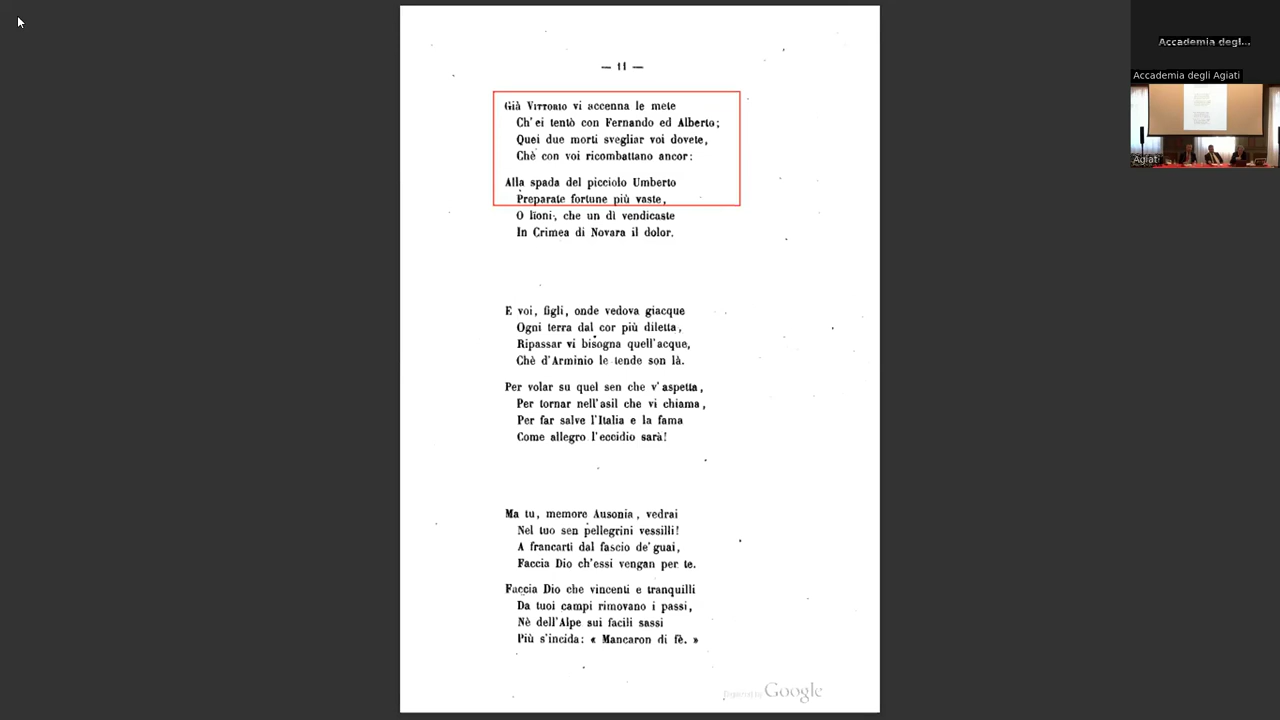 — 11 —
Già VITTORIO vi accenna le mete
Ch' ei tentò con Fernando ed Alberto;
Quei due morti svegliar voi dovete,
Chè con voi ricombattano ancor:
Alla spada del picciolo Umberto
Preparate fortune più vaste,
O lioni, che un dì vendicaste
In Crimea di Novara il dolor.
E voi, figli, onde vedova giacque
Ogni terra dal cor più diletta,
Ripassar vi bisogna quell'acque,
Chè d'Arminio le tende son là.
Per volar su quel sen che v'aspetta,
Per tornar nell'asil che vi chiama,
Per far salve l'Italia e la fama
Come allegro l'eccidio sarà!
Ma tu, memore Ausonia, vedrai
Nel tuo sen pellegrini vessilli!
A francarti dal fascio de' guai,
Faccia Dio ch'essi vengan per te.
Faccia Dio che vincenti e tranquilli
Da tuoi campi rimovano i passi,
Nè dell'Alpe sui facili sassi
Più s'incida: « Mancaron di fè. »
Digitized by Google
Accademia degl...
Accademia degli Agiati
Agiati